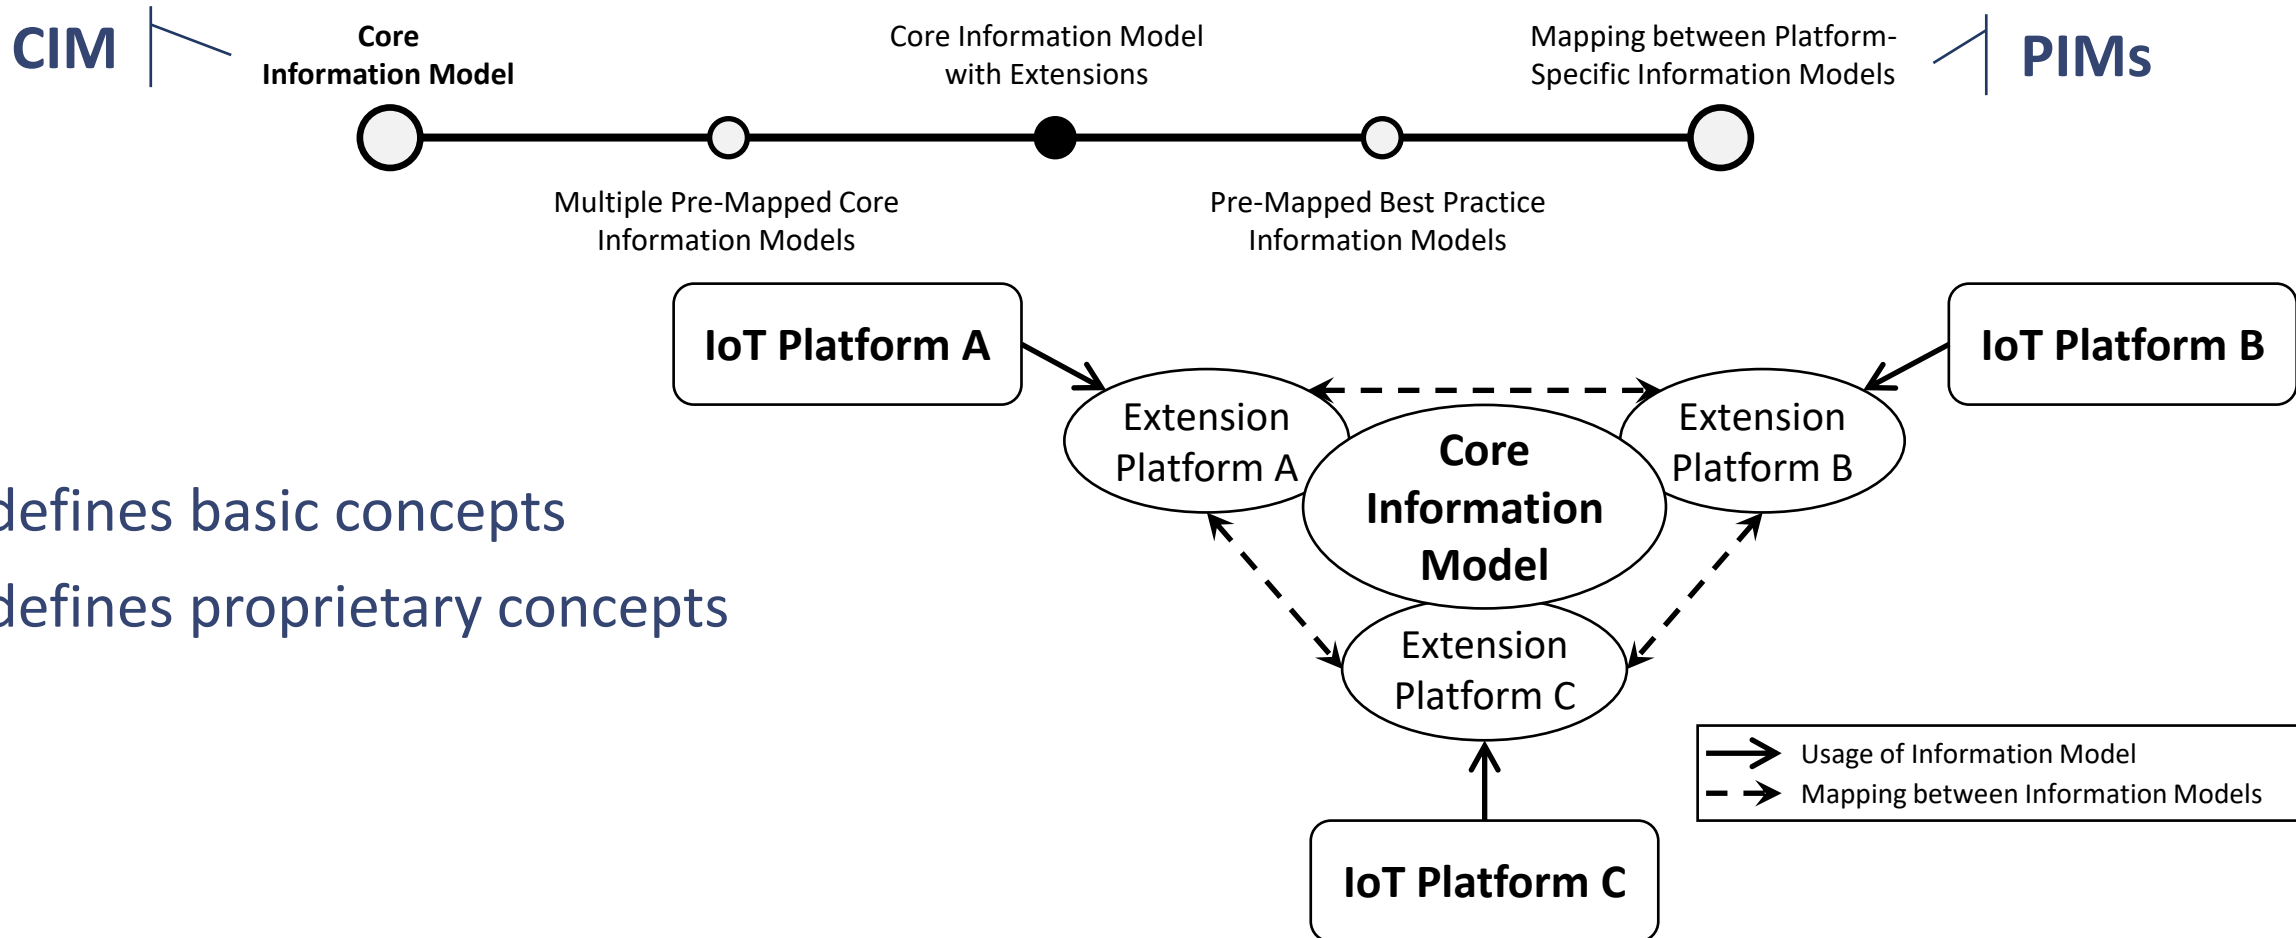 CIM
Core
Information Model
Core Information Model
with Extensions
Mapping between Platform-
Specific Information Models
PIMs
Multiple Pre-Mapped Core
Information Models
Pre-Mapped Best Practice
Information Models
IoT Platform A
IoT Platform B
Extension
Platform A
Core
Information
Model
Extension
Platform B
defines basic concepts
defines proprietary concepts
Extension
Platform C
Usage of Information Model
Mapping between Information Models
IoT Platform C